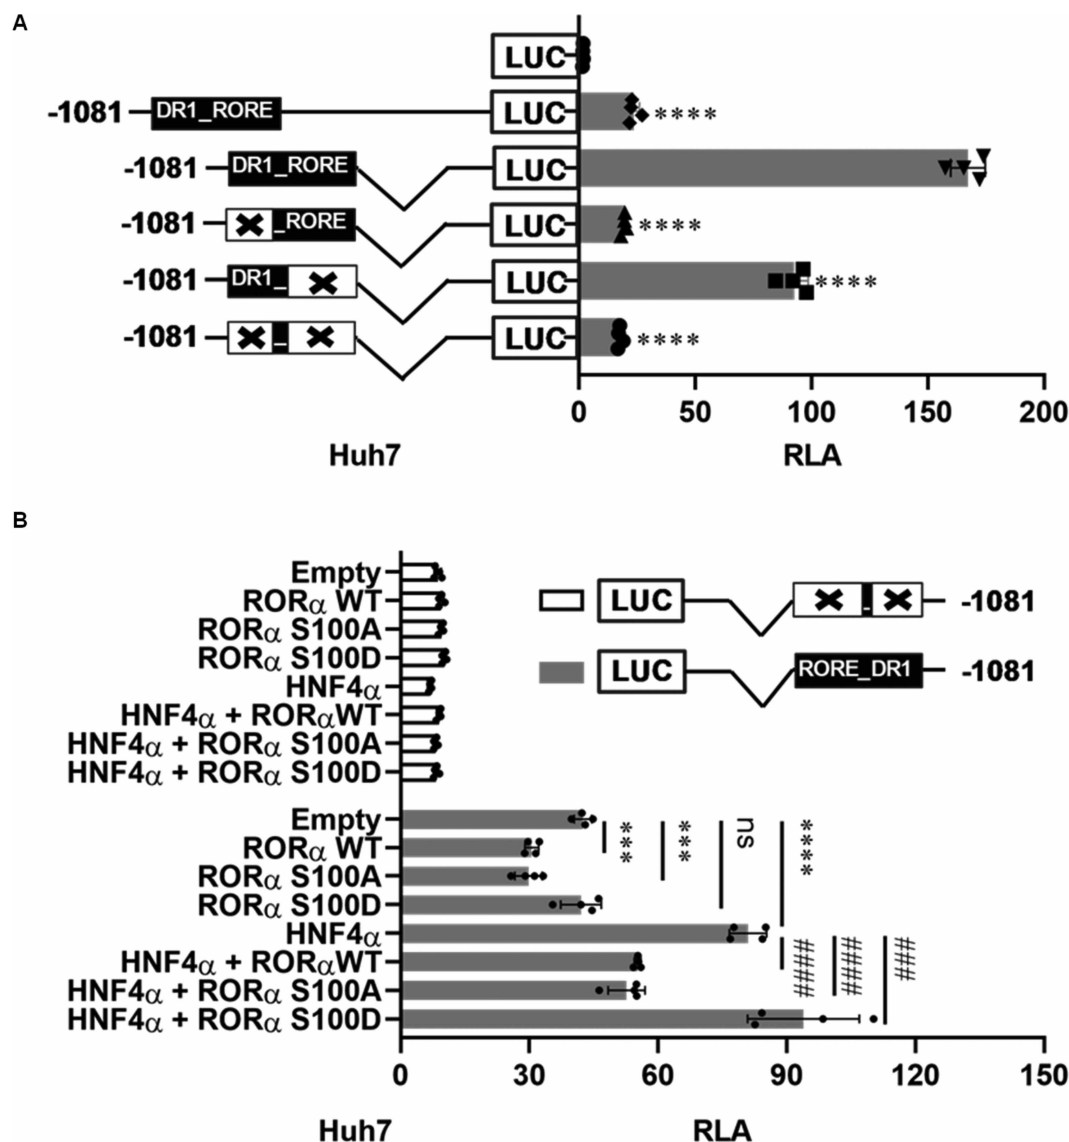 A
LUC
-1081 DR1_RORE LUC ****
-1081 DR1_RORE LUC
-1081 _RORE LUC ****
-1081 DR1_ LUC ****
-1081 _ LUC ****
0 50 100 150 200
Huh7 RLA
B
Empty
RORα WT LUC _ -1081
RORα S100A
RORα S100D LUC RORE_DR1 -1081
HNF4α
HNF4α + RORαWT
HNF4α + RORα S100A
HNF4α + RORα S100D
Empty
RORα WT *** *** ns ****
RORα S100A
RORα S100D
HNF4α
HNF4α + RORαWT #### #### ###
HNF4α + RORα S100A
HNF4α + RORα S100D
0 30 60 90 120 150
Huh7 RLA